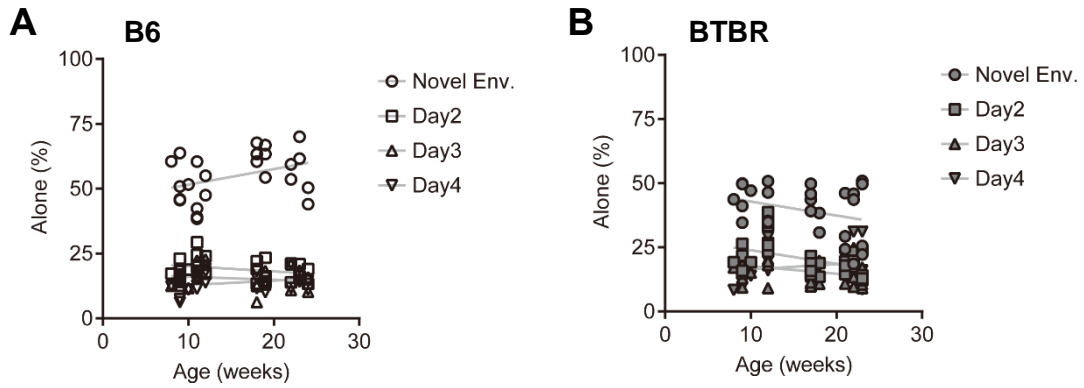 A
B6
100
75
50
25
0
Alone (%)
0
10
20
30
Age (weeks)
Novel Env.
Day2
Day3
Day4
B
BTBR
100
75
50
25
0
Alone (%)
0
10
20
30
Age (weeks)
Novel Env.
Day2
Day3
Day4